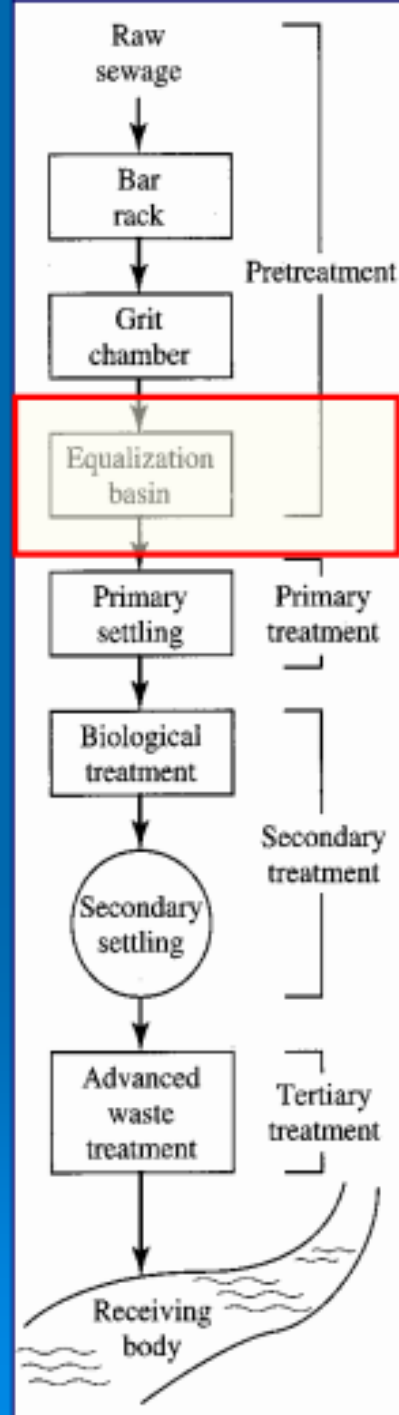 Raw
sewage
Bar
rack
Pretreatment
Grit
chamber
Equalization
basin
Primary
settling
Primary
treatment
Biological
treatment
Secondary
treatment
Secondary
settling
Advanced
waste
treatment
Tertiary
treatment
Receiving
body